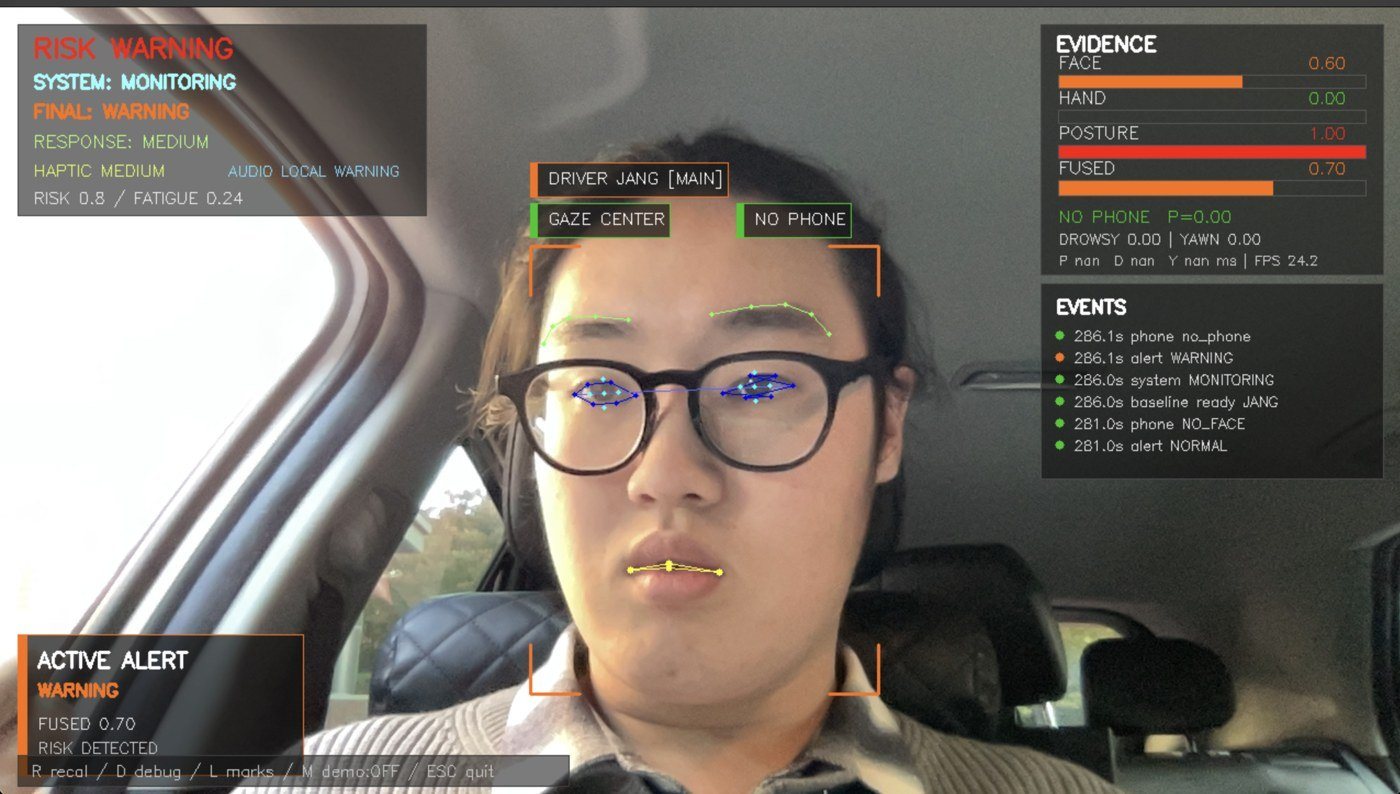 RISK WARNING
SYSTEM: MONITORING
FINAL: WARNING
RESPONSE: MEDIUM
HAPTIC MEDIUM AUDIO LOCAL WARNING
RISK 0.8 / FATIGUE 0.24
DRIVER JANG [MAIN]
GAZE CENTER NO PHONE
EVIDENCE
FACE 0.60
HAND 0.00
POSTURE 1.00
FUSED 0.70
NO PHONE P=0.00
DROWSY 0.00 | YAWN 0.00
P nan D nan Y nan ms | FPS 24.2
EVENTS
286.1s phone no_phone
286.1s alert WARNING
286.0s system MONITORING
286.0s baseline ready JANG
281.0s phone NO_FACE
281.0s alert NORMAL
ACTIVE ALERT
WARNING
FUSED 0.70
RISK DETECTED
R recal / D debug / L marks / M demo:OFF / ESC quit